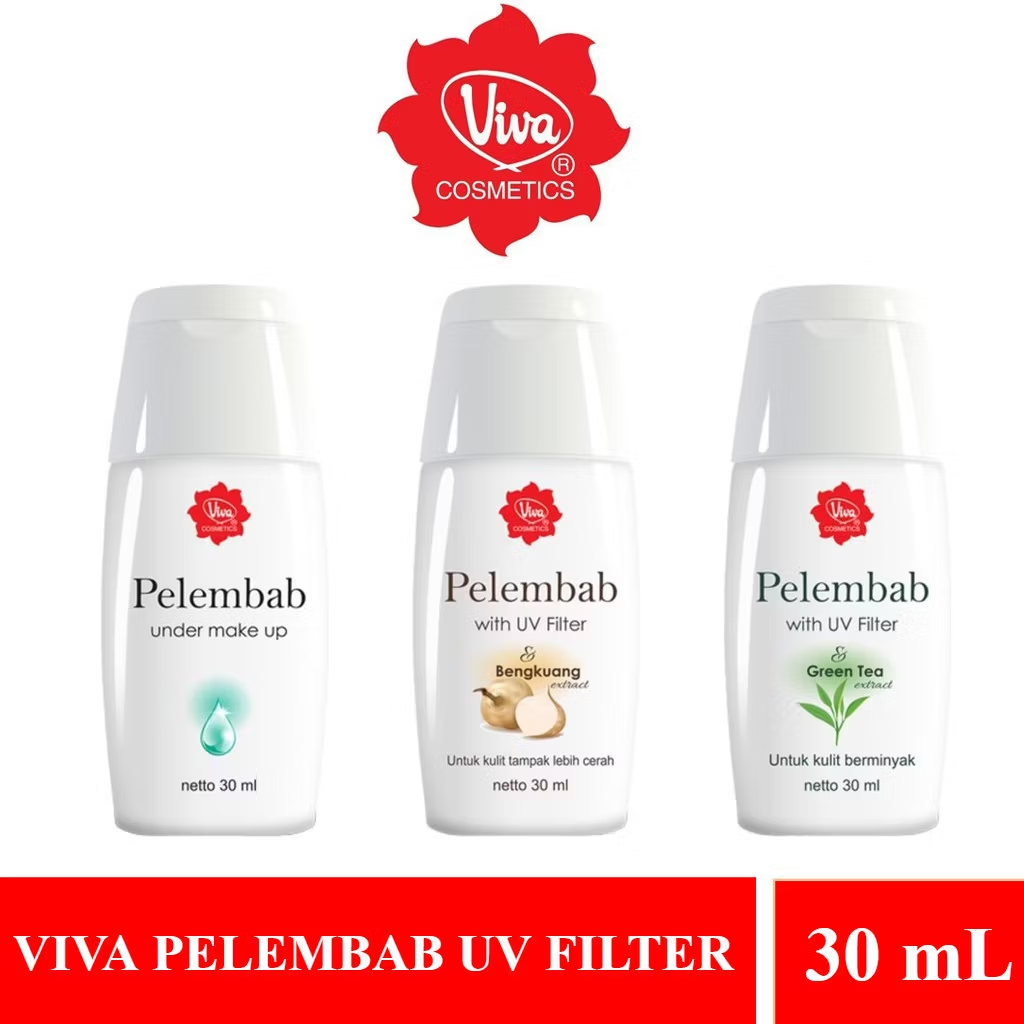 Viva
®
COSMETICS
Viva
®
COSMETICS
Pelembab
under make up
netto 30 ml
Viva
®
COSMETICS
Pelembab
with UV Filter
&
Bengkuang
extract
Untuk kulit tampak lebih cerah
netto 30 ml
Viva
®
COSMETICS
Pelembab
with UV Filter
&
Green Tea
extract
Untuk kulit berminyak
netto 30 ml
VIVA PELEMBAB UV FILTER
30 mL